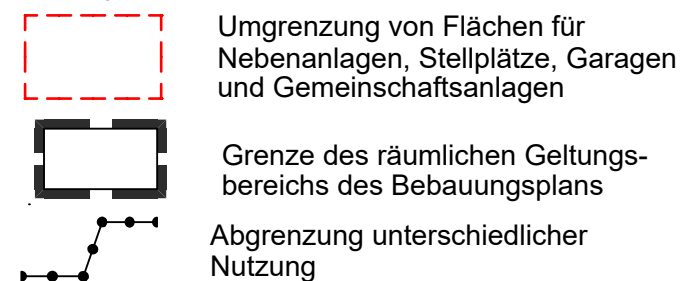 Umgrenzung von Flächen für
Nebenanlagen, Stellplätze, Garagen
und Gemeinschaftsanlagen
Grenze des räumlichen Geltungs-
bereichs des Bebauungsplans
Abgrenzung unterschiedlicher
Nutzung